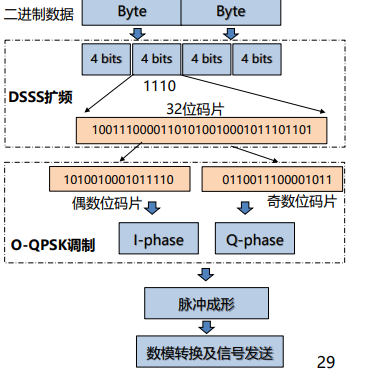 二进制数据
Byte
Byte
4 bits
4 bits
4 bits
4 bits
1110
DSSS扩频
32位码片
10011100001101010010001011101101
1010010001011110
0110011100001011
偶数位码片
奇数位码片
I-phase
Q-phase
O-QPSK调制
脉冲成形
数模转换及信号发送
29